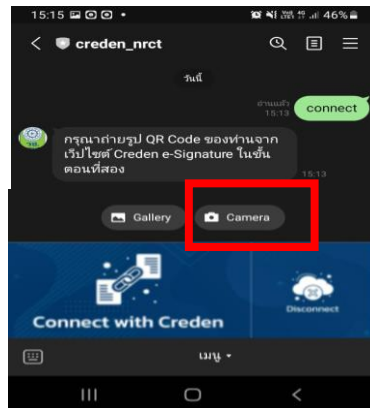 15:15 46%
creden_nrct
วันนี้
อ่านแล้ว
15:13
connect
กรุณาถ่ายรูป QR Code ของท่านจาก
เว็ปไซต์ Creden e-Signature ในขั้น
ตอนที่สอง
15:13
Gallery Camera
Connect with Creden
Disconnect
เมนู